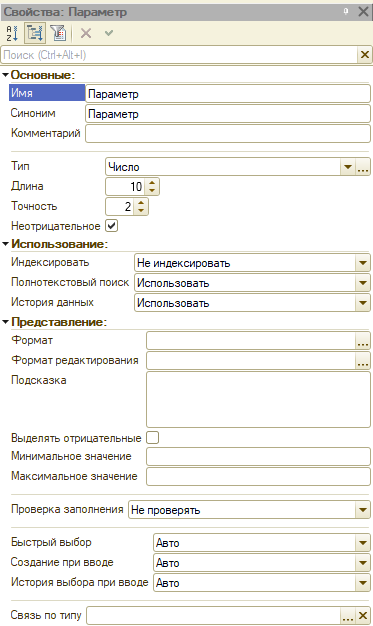 Свойства: Параметр
Поиск (Ctrl+Alt+I)
Основные:
Имя Параметр
Синоним Параметр
Комментарий
Тип Число
Длина 10
Точность 2
Неотрицательное
Использование:
Индексировать Не индексировать
Полнотекстовый поиск Использовать
История данных Использовать
Представление:
Формат
Формат редактирования
Подсказка
Выделять отрицательные
Минимальное значение
Максимальное значение
Проверка заполнения Не проверять
Быстрый выбор Авто
Создание при вводе Авто
История выбора при вводе Авто
Связь по типу